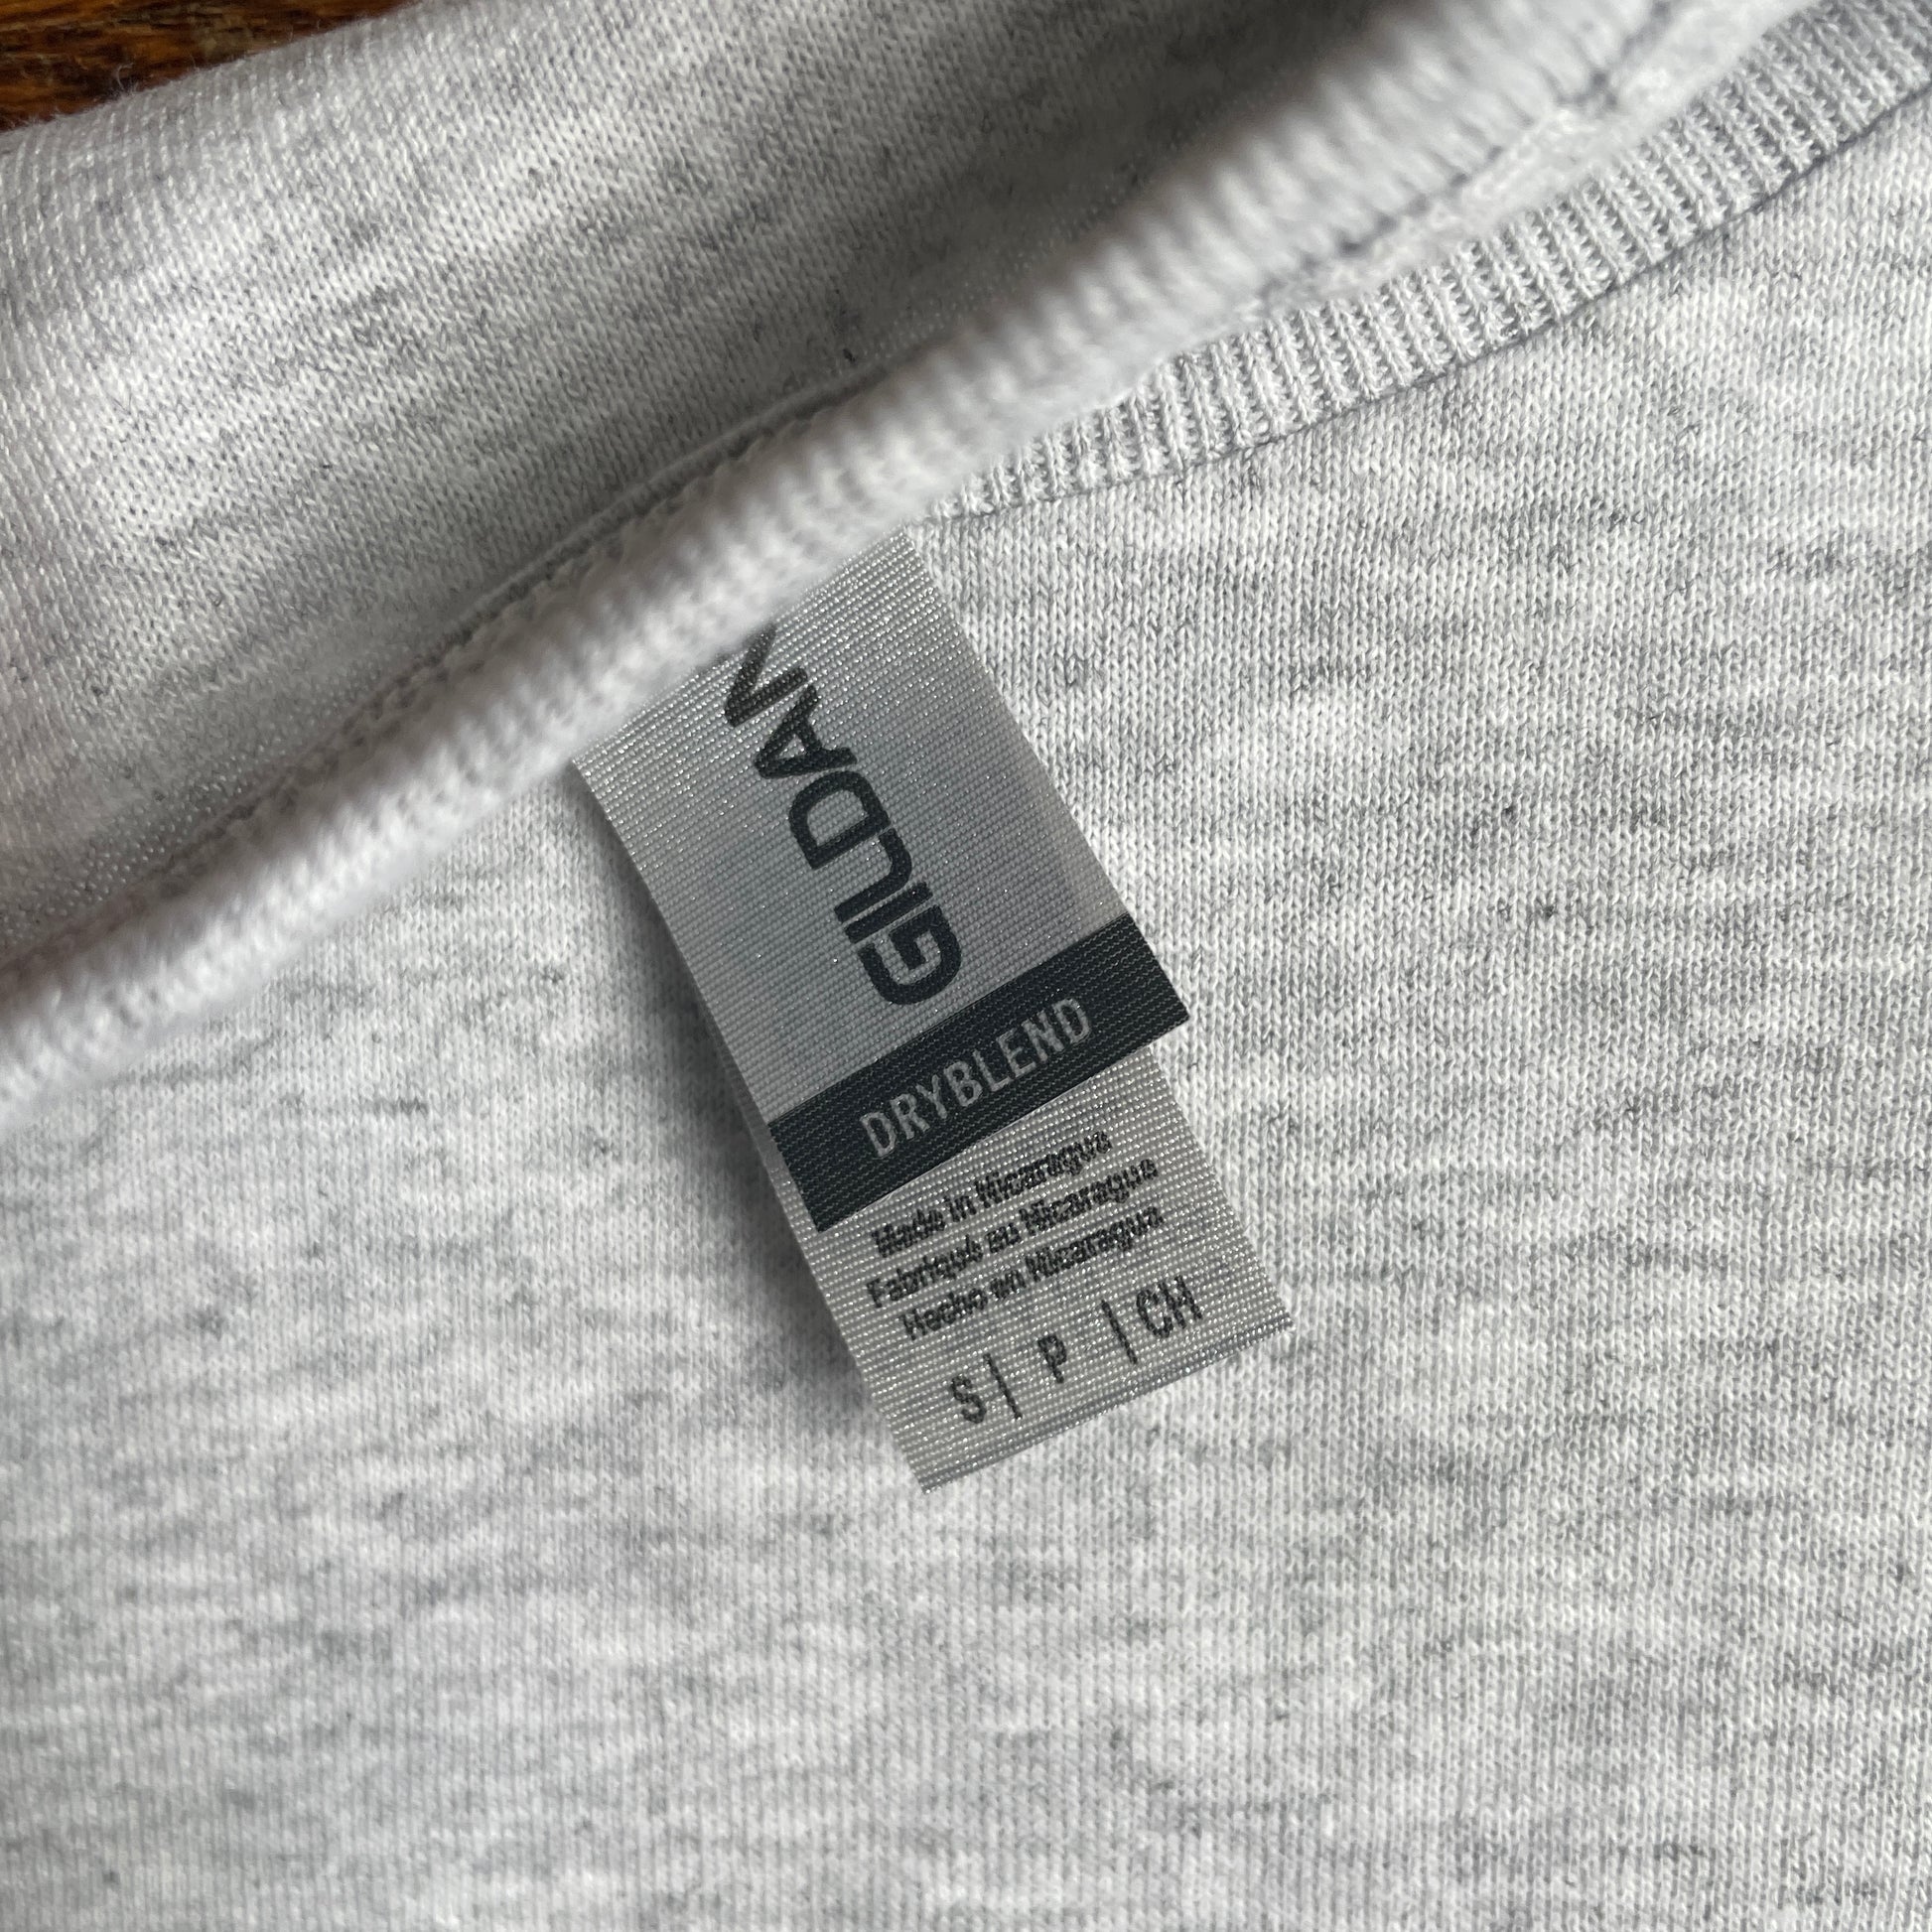 GILDAN
DRYBLEND
Made in Nicaragua
Fabriqué au Nicaragua
Hecho en Nicaragua
S | P | CH